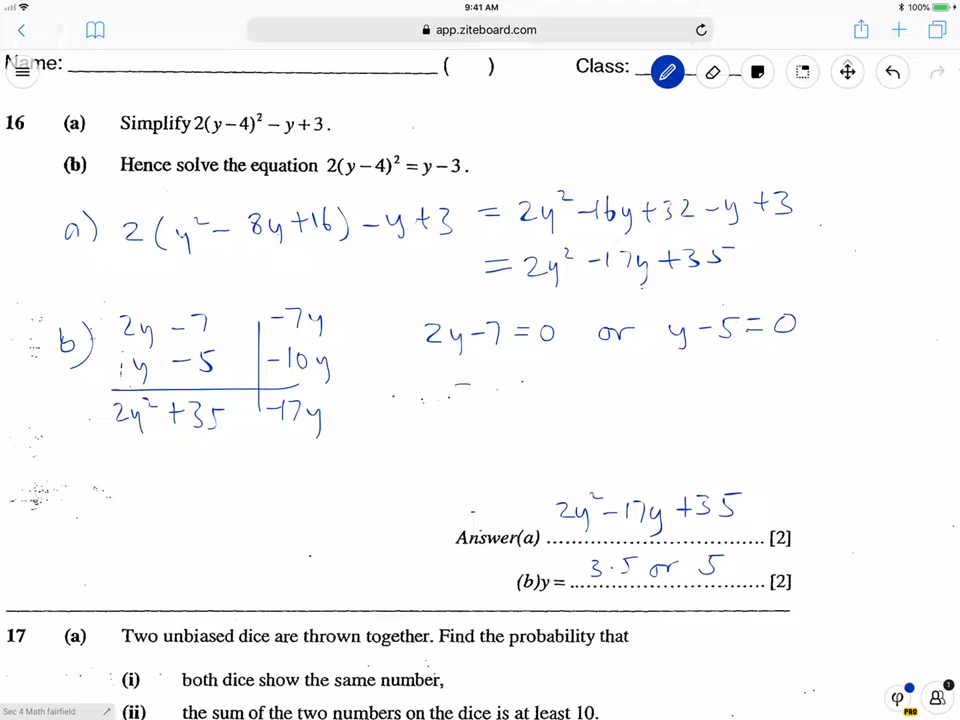 9:41 AM
100%
app.ziteboard.com
Name: ____________________ ( ) Class: ____
16 (a) Simplify 2(y−4)² − y + 3.
(b) Hence solve the equation 2(y−4)² = y − 3.
a) 2(y² − 8y + 16) − y + 3 = 2y² − 16y + 32 − y + 3
= 2y² − 17y + 35
b) 2y − 7 | −7y 2y − 7 = 0 or y − 5 = 0
y − 5 | −10y
2y² + 35 | −17y
2y² − 17y + 35
Answer(a) ........................................ [2]
3.5 or 5
(b)y = ........................................ [2]
17 (a) Two unbiased dice are thrown together. Find the probability that
(i) both dice show the same number,
(ii) the sum of the two numbers on the dice is at least 10.
Sec 4 Math fairfield
φ PRO 1